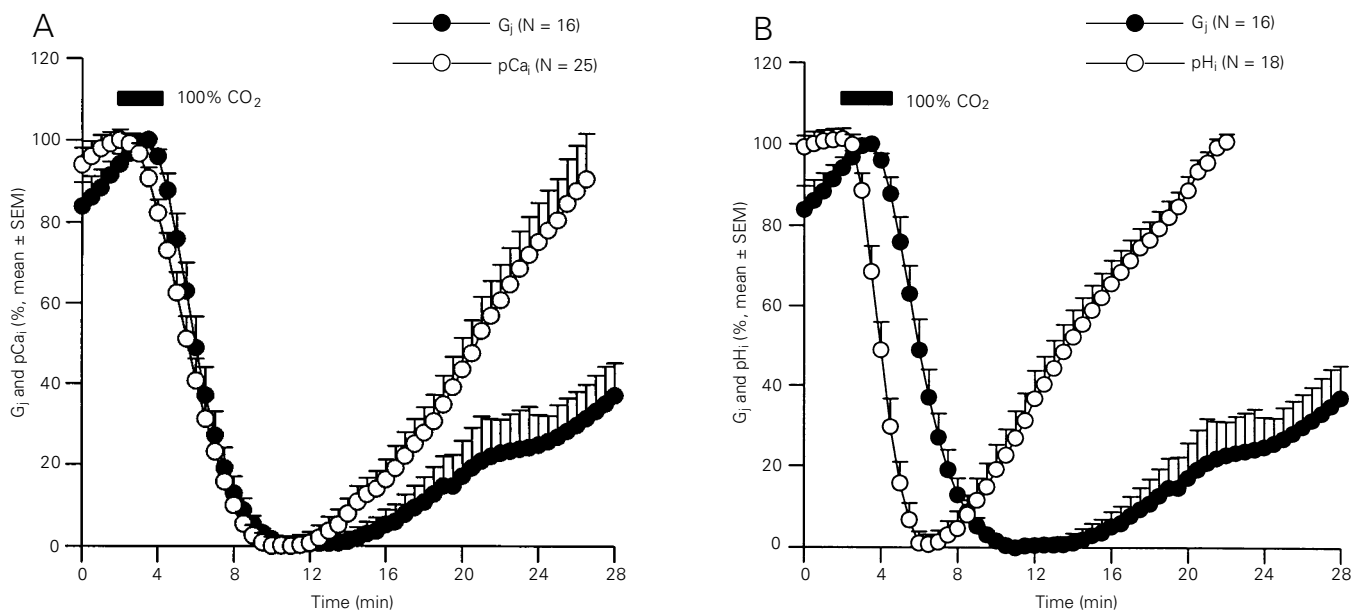 A
Gj (N = 16)
pCai (N = 25)
120
100% CO2
100
80
60
40
20
0
Gj and pCai (%, mean ± SEM)
0 4 8 12 16 20 24 28
Time (min)
B
Gj (N = 16)
pHi (N = 18)
120
100% CO2
100
80
60
40
20
0
Gj and pHi (%, mean ± SEM)
0 4 8 12 16 20 24 28
Time (min)